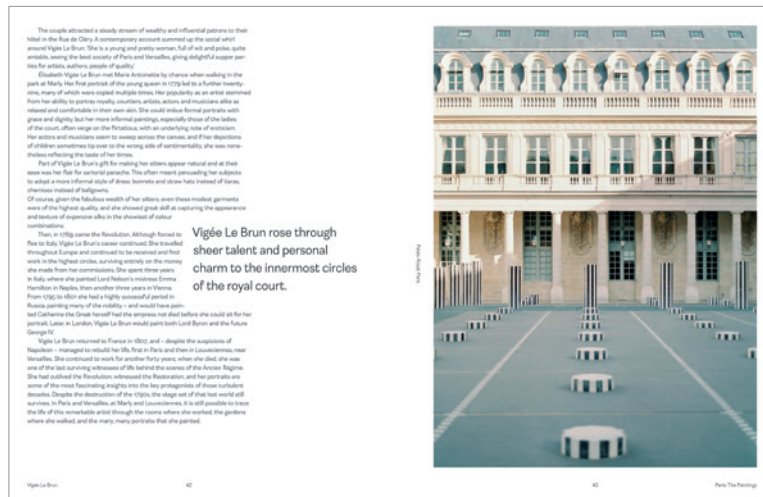 The couple attracted a steady stream of wealthy and influential patrons to their
hôtel in the Rue de Cléry. A contemporary account summed up the social whirl
around Vigée Le Brun: 'She is a young and pretty woman, full of wit and poise, quite
amiable, seeing the best society of Paris and Versailles, giving delightful supper par-
ties for artists, authors, people of quality.'
Élisabeth Vigée Le Brun met Marie Antoinette by chance when walking in the
park at Marly. Her first portrait of the young queen in 1779 led to a further twenty-
nine, many of which were copied multiple times. Her popularity as an artist stemmed
from her ability to portray royalty, courtiers, artists, actors and musicians alike as
relaxed and comfortable in their own skin. She could imbue formal portraits with
grace and dignity, but her more informal paintings, especially those of the ladies
of the court, often verge on the flirtatious, with an underlying note of eroticism.
Her actors and musicians seem to sweep across the canvas, and if her depictions
of children sometimes tip over to the wrong side of sentimentality, she was none-
theless reflecting the taste of her times.
Part of Vigée Le Brun's gift for making her sitters appear natural and at their
ease was her flair for sartorial panache. This often meant persuading her subjects
to adopt a more informal style of dress: bonnets and straw hats instead of tiaras,
chemises instead of ballgowns.
Of course, given the fabulous wealth of her sitters, even these modest garments
were of the highest quality, and she showed great skill at capturing the appearance
and texture of expensive silks in the showiest of colour
combinations.
Then, in 1789, came the Revolution. Although forced to
flee to Italy, Vigée Le Brun's career continued. She travelled
throughout Europe and continued to be received and find
work in the highest circles, surviving entirely on the money
she made from her commissions. She spent three years
in Italy, where she painted Lord Nelson's mistress Emma
Hamilton in Naples, then another three years in Vienna.
From 1795 to 1801 she had a highly successful period in
Russia, painting many of the nobility – and would have pain-
ted Catherine the Great herself had the empress not died before she could sit for her
portrait. Later, in London, Vigée Le Brun would paint both Lord Byron and the future
George IV.
Vigée Le Brun returned to France in 1802, and – despite the suspicions of
Napoleon – managed to rebuild her life, first in Paris and then in Louveciennes, near
Versailles. She continued to work for another forty years; when she died, she was
one of the last surviving witnesses of life behind the scenes of the Ancien Régime.
She had outlived the Revolution, witnessed the Restoration, and her portraits are
some of the most fascinating insights into the key protagonists of those turbulent
decades. Despite the destruction of the 1790s, the stage set of that lost world still
survives. In Paris and Versailles, at Marly and Louveciennes, it is still possible to trace
the life of this remarkable artist through the rooms where she worked, the gardens
where she walked, and the many, many portraits that she painted.
Vigée Le Brun rose through
sheer talent and personal
charm to the innermost circles
of the royal court.
Palais-Royal, Paris
Vigée Le Brun
42
43
Paris: The Paintings